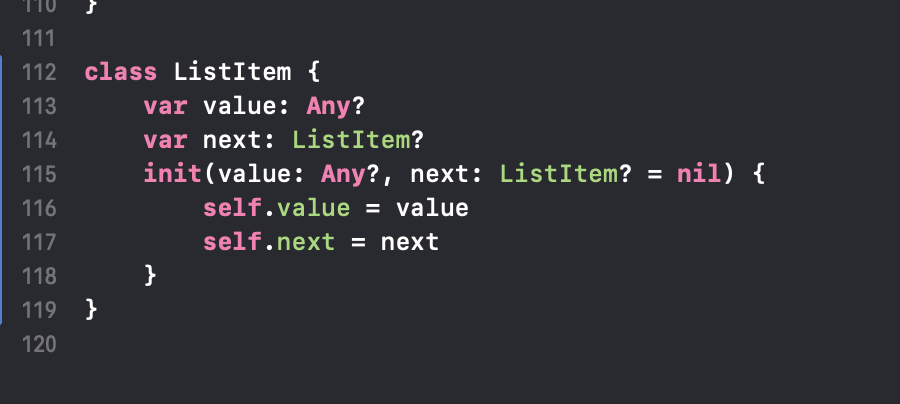 110 }
111
112 class ListItem {
113     var value: Any?
114     var next: ListItem?
115     init(value: Any?, next: ListItem? = nil) {
116         self.value = value
117         self.next = next
118     }
119 }
120